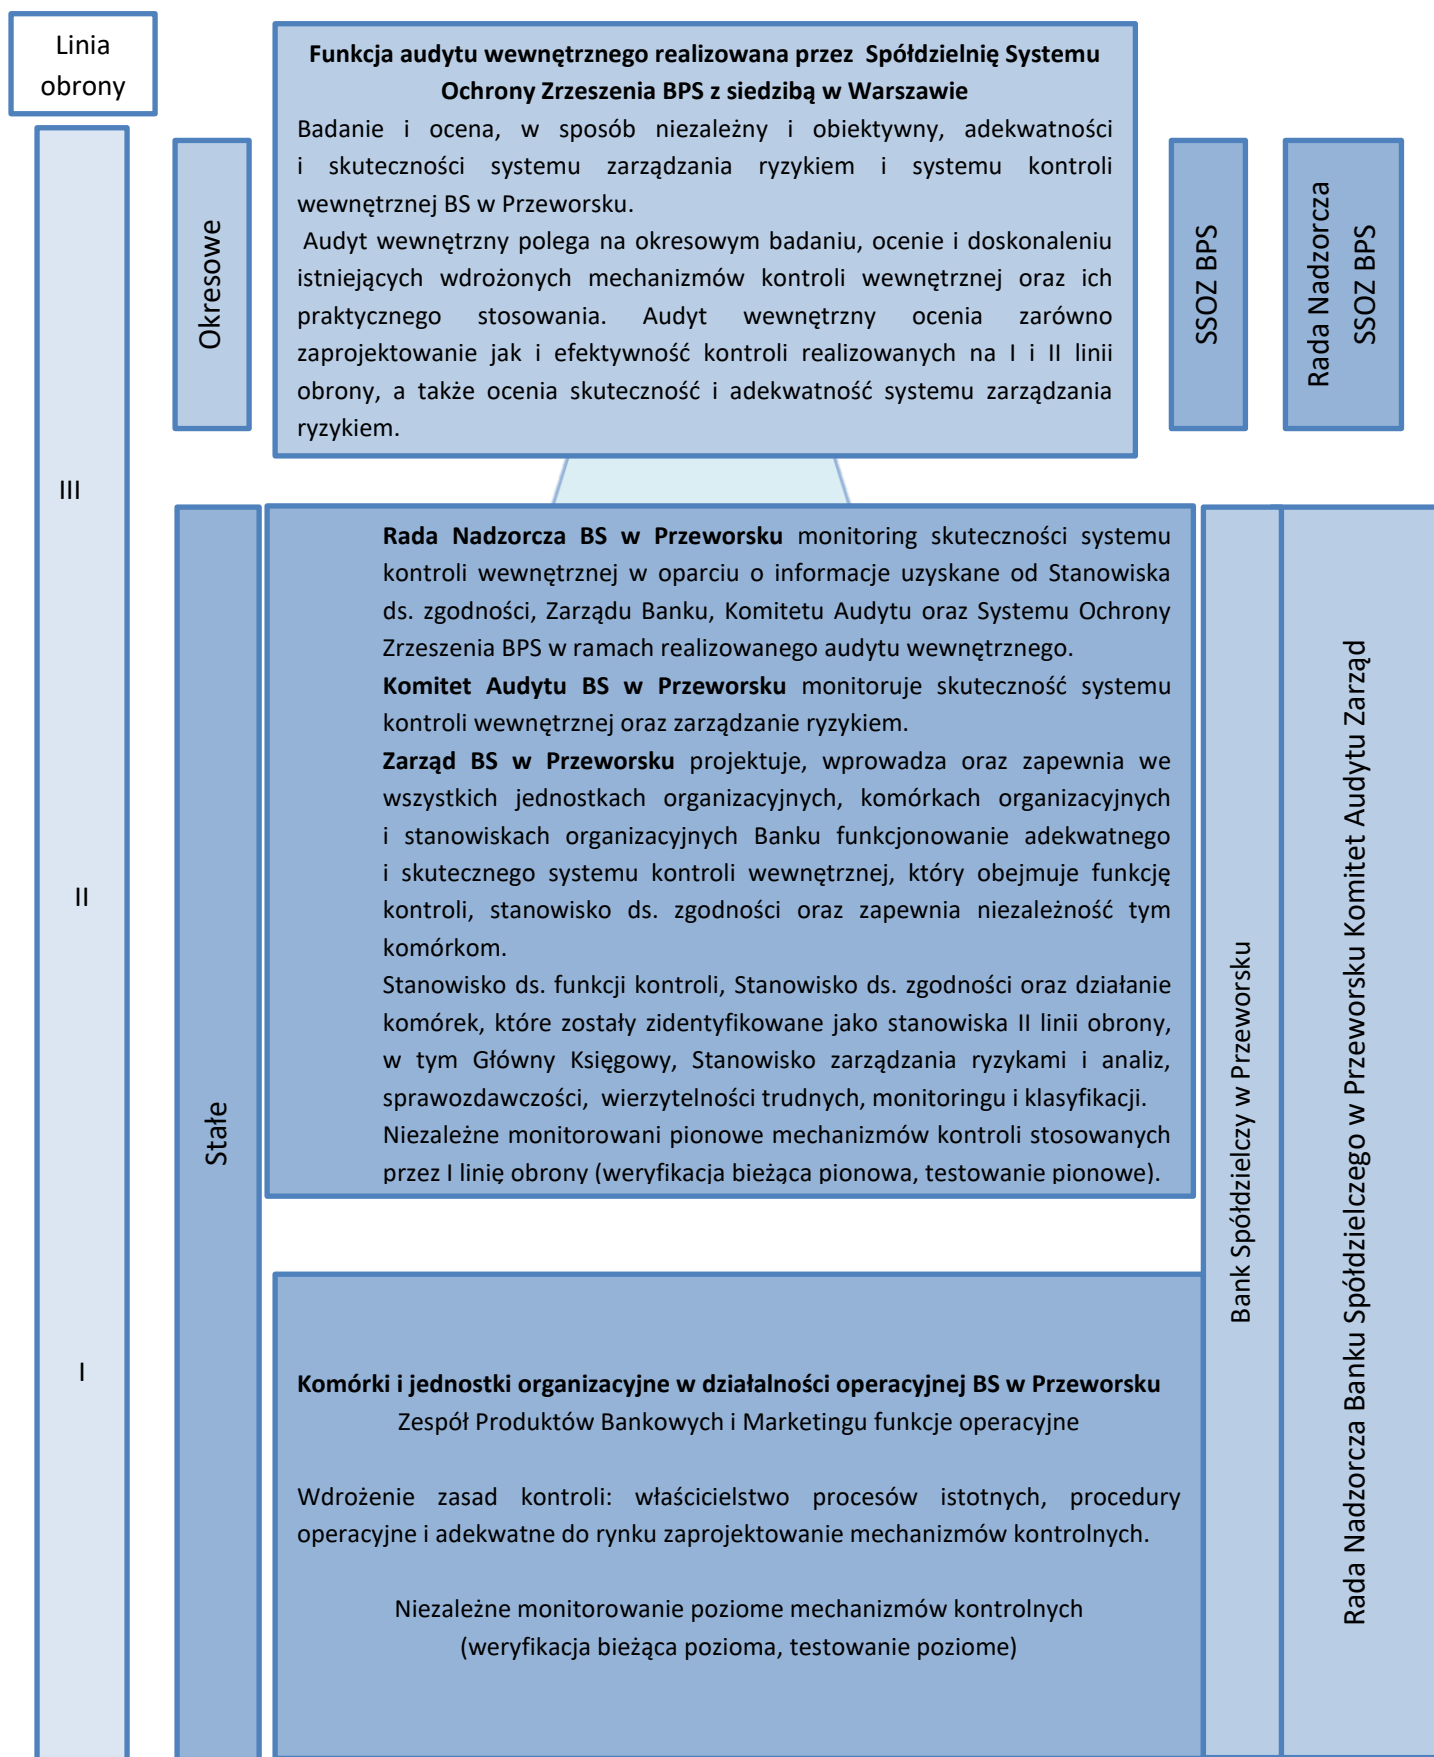 Linia
obrony
Funkcja audytu wewnętrznego realizowana przez Spółdzielnię Systemu
Ochrony Zrzeszenia BPS z siedzibą w Warszawie
Badanie i ocena, w sposób niezależny i obiektywny, adekwatności
i skuteczności systemu zarządzania ryzykiem i systemu kontroli
wewnętrznej BS w Przeworsku.
Audyt wewnętrzny polega na okresowym badaniu, ocenie i doskonaleniu
istniejących wdrożonych mechanizmów kontroli wewnętrznej oraz ich
praktycznego stosowania. Audyt wewnętrzny ocenia zarówno
zaprojektowanie jak i efektywność kontroli realizowanych na I i II linii
obrony, a także ocenia skuteczność i adekwatność systemu zarządzania
ryzykiem.
Okresowe
SSOZ BPS
Rada Nadzorcza
SSOZ BPS
III
Rada Nadzorcza BS w Przeworsku monitoring skuteczności systemu
kontroli wewnętrznej w oparciu o informacje uzyskane od Stanowiska
ds. zgodności, Zarządu Banku, Komitetu Audytu oraz Systemu Ochrony
Zrzeszenia BPS w ramach realizowanego audytu wewnętrznego.
Komitet Audytu BS w Przeworsku monitoruje skuteczność systemu
kontroli wewnętrznej oraz zarządzanie ryzykiem.
Zarząd BS w Przeworsku projektuje, wprowadza oraz zapewnia we
wszystkich jednostkach organizacyjnych, komórkach organizacyjnych
i stanowiskach organizacyjnych Banku funkcjonowanie adekwatnego
i skutecznego systemu kontroli wewnętrznej, który obejmuje funkcję
kontroli, stanowisko ds. zgodności oraz zapewnia niezależność tym
komórkom.
Stanowisko ds. funkcji kontroli, Stanowisko ds. zgodności oraz działanie
komórek, które zostały zidentyfikowane jako stanowiska II linii obrony,
w tym Główny Księgowy, Stanowisko zarządzania ryzykami i analiz,
sprawozdawczości, wierzytelności trudnych, monitoringu i klasyfikacji.
Niezależne monitorowani pionowe mechanizmów kontroli stosowanych
przez I linię obrony (weryfikacja bieżąca pionowa, testowanie pionowe).
II
Stałe
Bank Spółdzielczy w Przeworsku
Rada Nadzorcza Banku Spółdzielczego w Przeworsku Komitet Audytu Zarząd
I
Komórki i jednostki organizacyjne w działalności operacyjnej BS w Przeworsku
Zespół Produktów Bankowych i Marketingu funkcje operacyjne
Wdrożenie zasad kontroli: właścicielstwo procesów istotnych, procedury
operacyjne i adekwatne do rynku zaprojektowanie mechanizmów kontrolnych.
Niezależne monitorowanie poziome mechanizmów kontrolnych
(weryfikacja bieżąca pozioma, testowanie poziome)